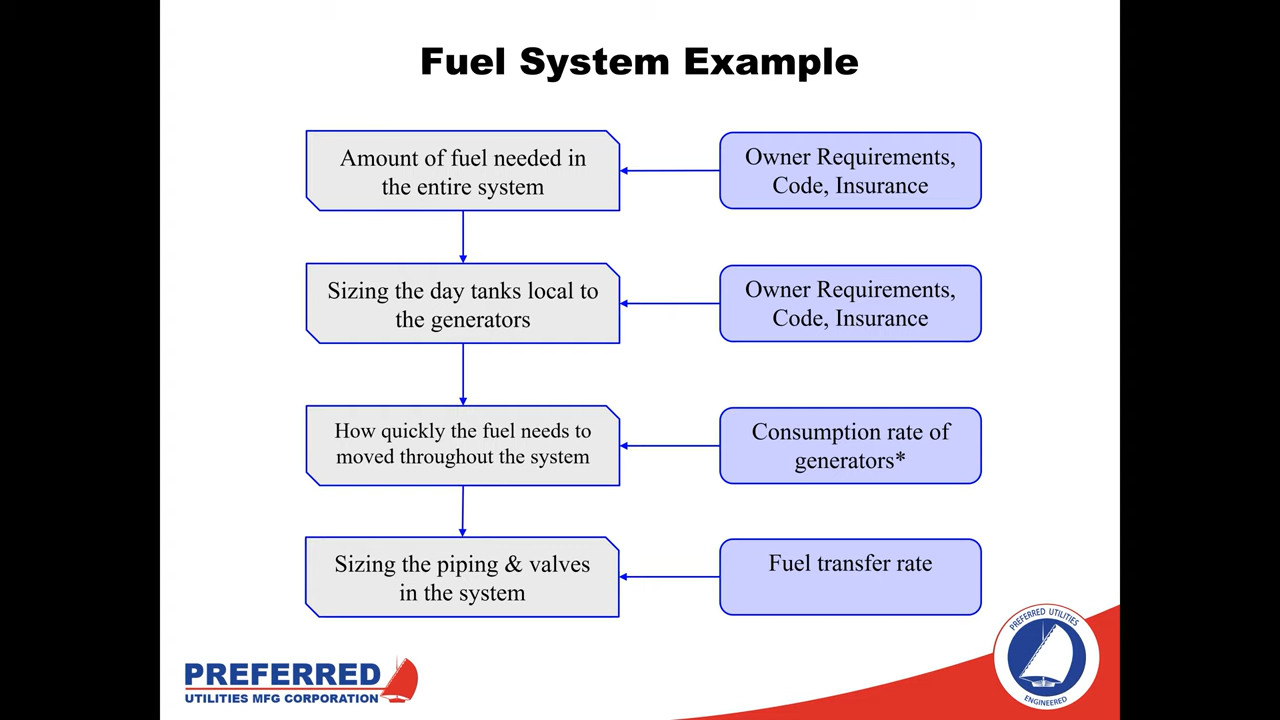 Fuel System Example
Amount of fuel needed in
the entire system
Owner Requirements,
Code, Insurance
Sizing the day tanks local to
the generators
Owner Requirements,
Code, Insurance
How quickly the fuel needs to
moved throughout the system
Consumption rate of
generators*
Sizing the piping & valves
in the system
Fuel transfer rate
PREFERRED
UTILITIES MFG CORPORATION
PREFERRED UTILITIES
ENGINEERED